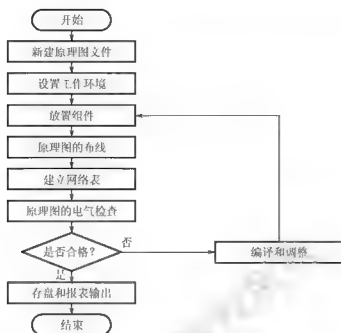 开始
新建原理图文件
设置工作环境
放置组件
原理图的布线
建立网络表
原理图的电气检查
是否合格？
否
编译和调整
是
存盘和报表输出
结束